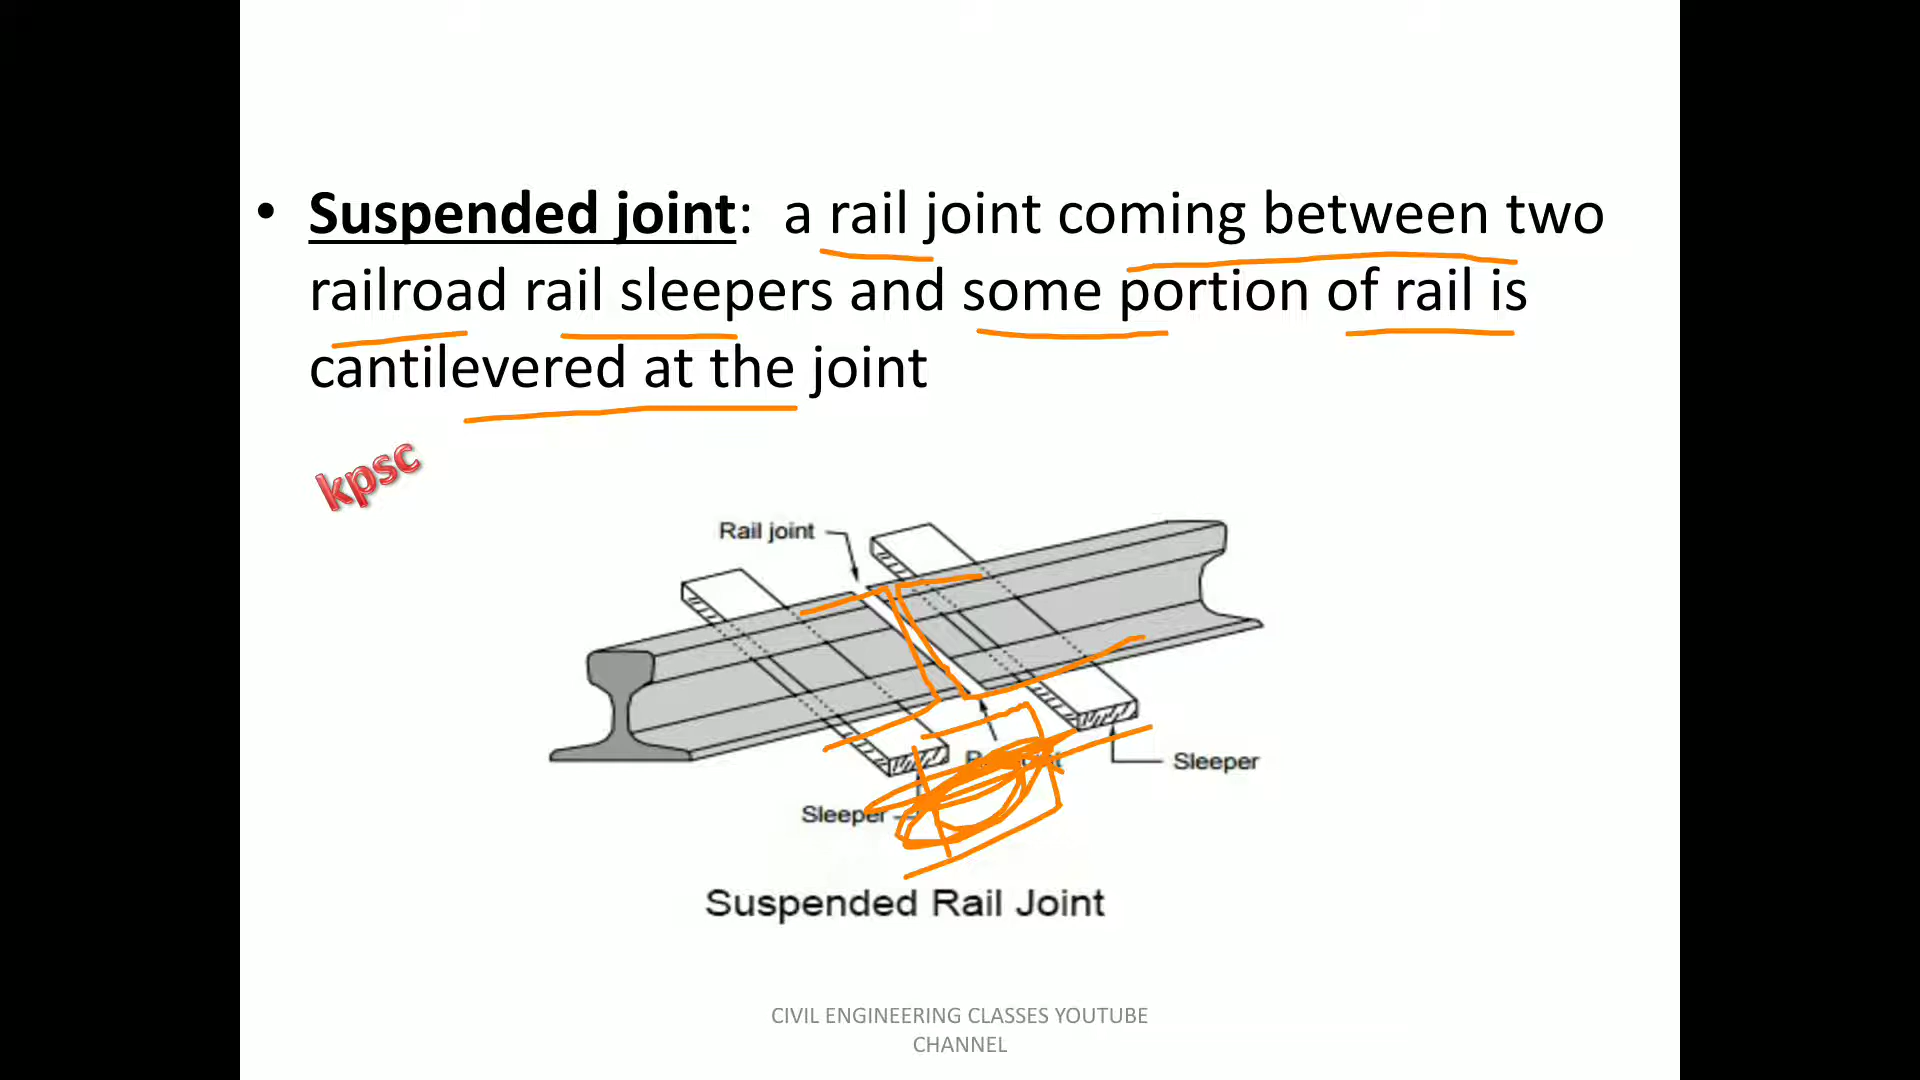 • Suspended joint: a rail joint coming between two
railroad rail sleepers and some portion of rail is
cantilevered at the joint
kpsc
Rail joint
Sleeper
Sleeper
Suspended Rail Joint
CIVIL ENGINEERING CLASSES YOUTUBE
CHANNEL